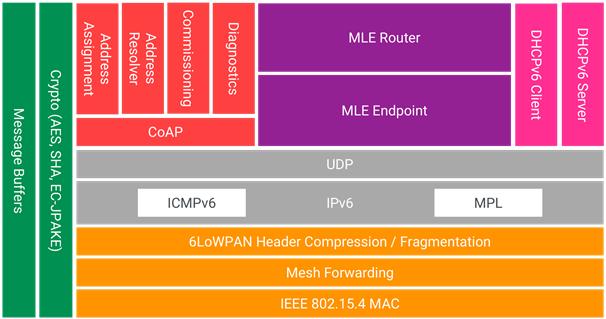 Message Buffers
Crypto (AES, SHA, EC-JPAKE)
Address
Assignment
Address
Resolver
Commissioning
Diagnostics
CoAP
MLE Router
MLE Endpoint
DHCPv6 Client
DHCPv6 Server
UDP
ICMPv6
IPv6
MPL
6LoWPAN Header Compression / Fragmentation
Mesh Forwarding
IEEE 802.15.4 MAC